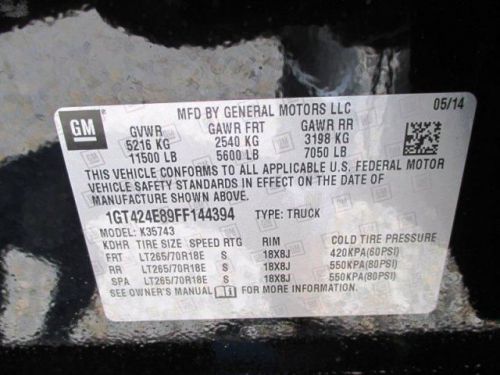 MFD BY GENERAL MOTORS LLC 05/14
GM
GVWR GAWR FRT GAWR RR
5216 KG 2540 KG 3198 KG
11500 LB 5600 LB 7050 LB
THIS VEHICLE CONFORMS TO ALL APPLICABLE U.S. FEDERAL MOTOR
VEHICLE SAFETY STANDARDS IN EFFECT ON THE DATE OF
MANUFACTURE SHOWN ABOVE.
1GT424E89FF144394 TYPE: TRUCK
MODEL: K35743
KDHR TIRE SIZE SPEED RTG RIM COLD TIRE PRESSURE
FRT LT265/70R18E S 18X8J 420KPA(60PSI)
RR LT265/70R18E S 18X8J 550KPA(80PSI)
SPA LT265/70R18E S 18X8J 550KPA(80PSI)
SEE OWNER'S MANUAL FOR MORE INFORMATION